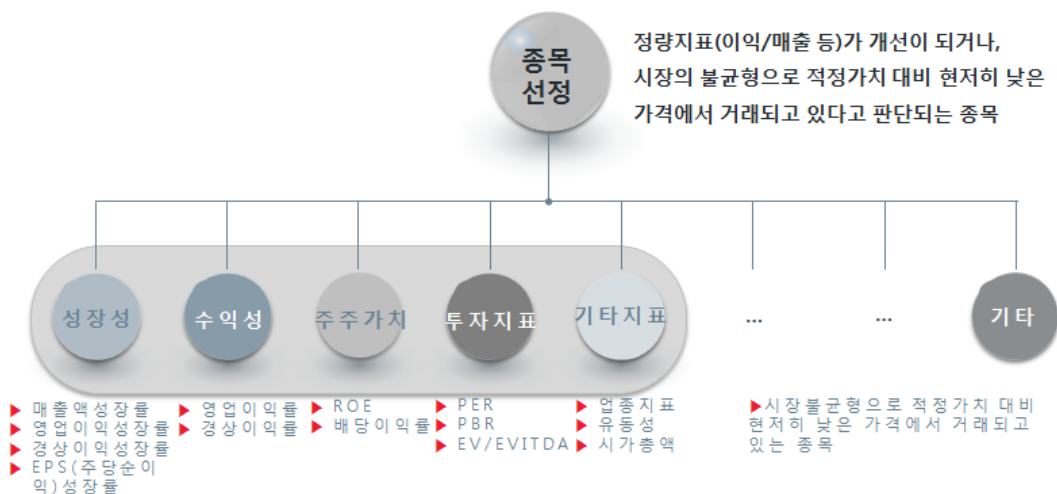 종목
선정
정량지표(이익/매출 등)가 개선이 되거나,
시장의 불균형으로 적정가치 대비 현저히 낮은
가격에서 거래되고 있다고 판단되는 종목
성장성
수익성
주주가치
투자지표
기타지표
...
...
기타
▶ 매출액성장률
▶ 영업이익성장률
▶ 경상이익성장률
▶ EPS(주당순이
익)성장률
▶ 영업이익률
▶ 경상이익률
▶ ROE
▶ 배당이익률
▶ PER
▶ PBR
▶ EV/EVITDA
▶ 업종지표
▶ 유동성
▶ 시가총액
▶시장불균형으로 적정가치 대비
현저히 낮은 가격에서 거래되고
있는 종목